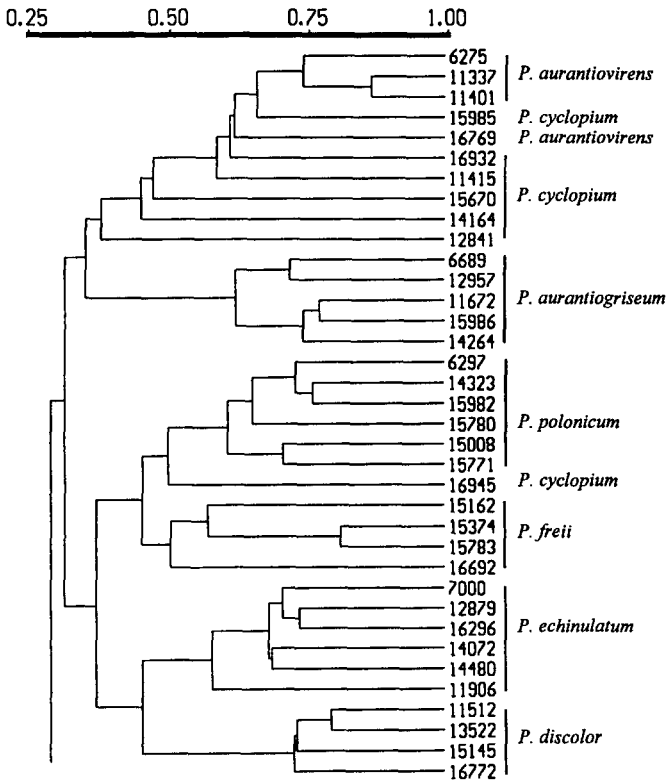 0.25 0.50 0.75 1.00
6275
11337 P. aurantiovirens
11401
15985 P. cyclopium
16769 P. aurantiovirens
16932
11415
15670 P. cyclopium
14164
12841
6689
12957
11672 P. aurantiogriseum
15986
14264
6297
14323
15982
15780 P. polonicum
15008
15771
16945 P. cyclopium
15162
15374 P. freii
15783
16692
7000
12879
16296 P. echinulatum
14072
14480
11906
11512
13522 P. discolor
15145
16772